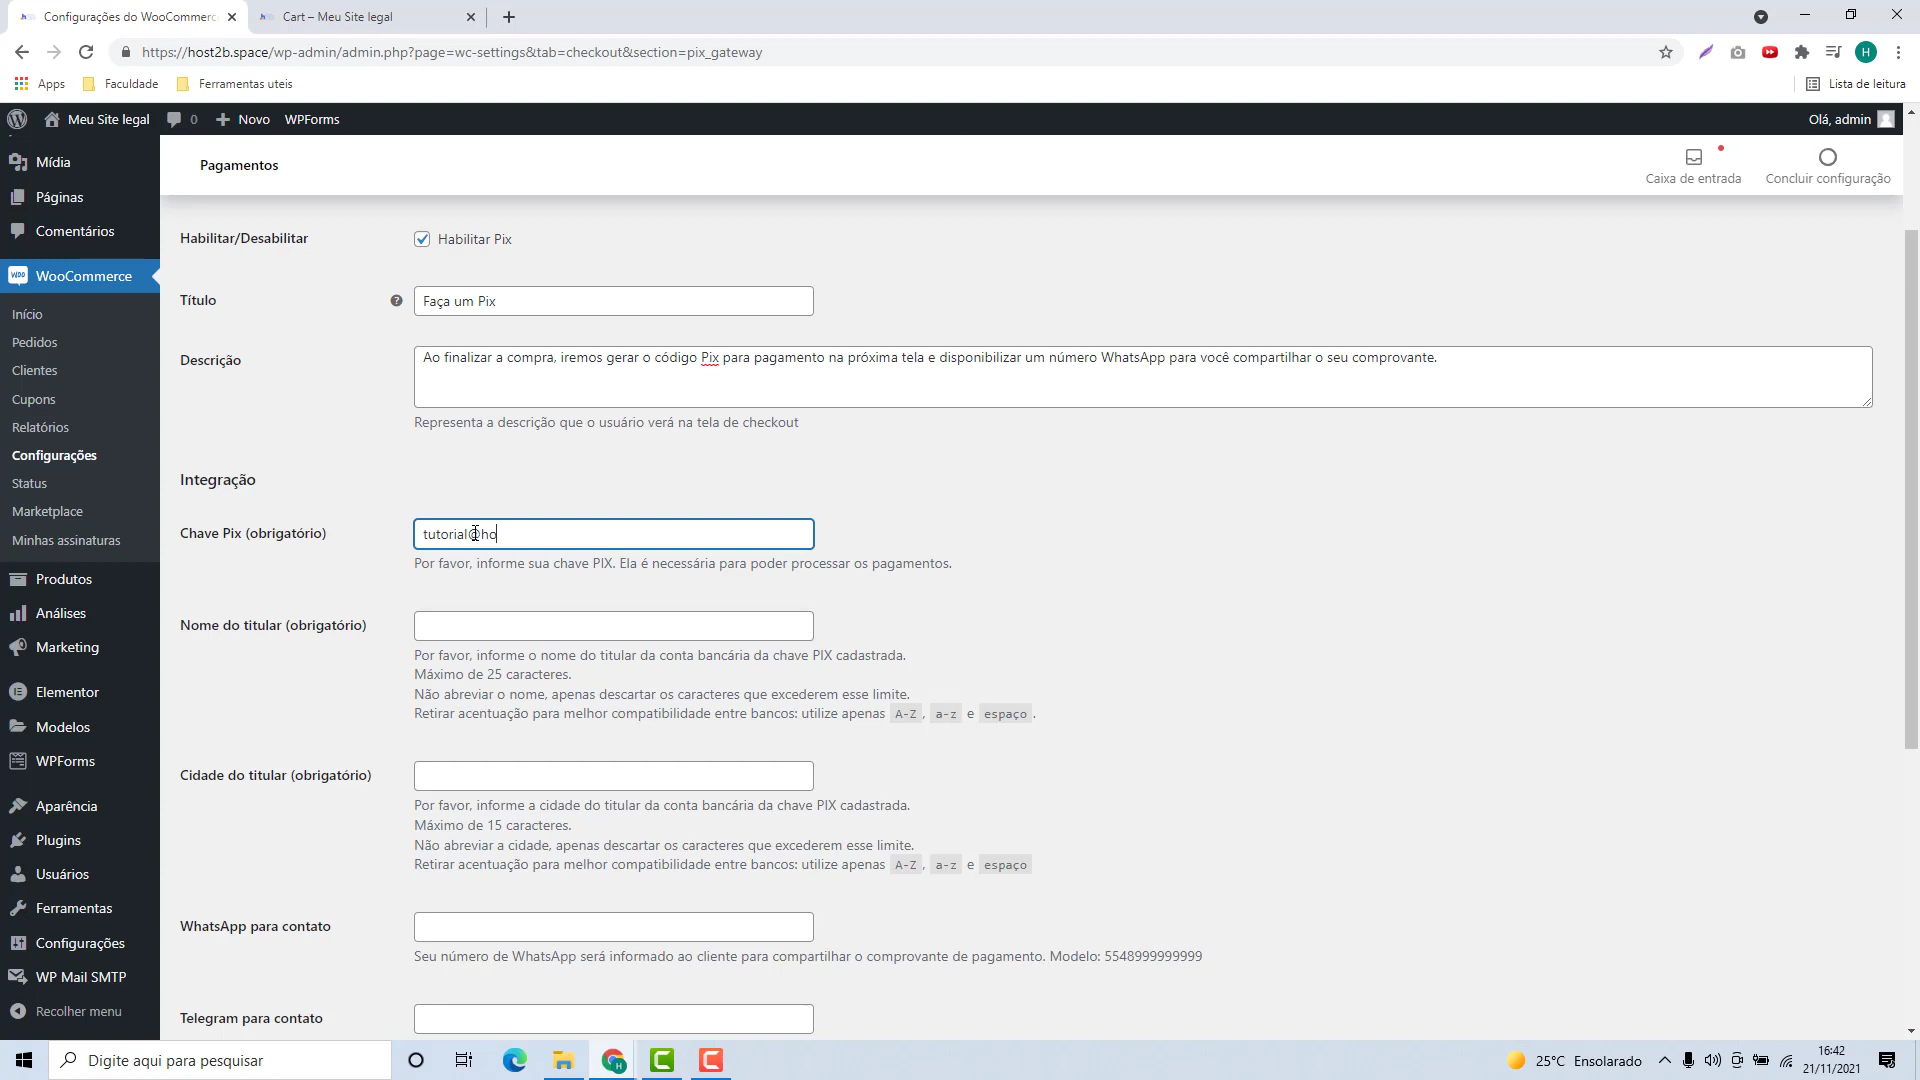 Configurações do WooCommerc
Cart – Meu Site legal
https://host2b.space/wp-admin/admin.php?page=wc-settings&tab=checkout&section=pix_gateway
H
Apps
Faculdade
Ferramentas uteis
Lista de leitura
Meu Site legal
0
Novo
WPForms
Olá, admin
Mídia
Páginas
Comentários
WooCommerce
Início
Pedidos
Clientes
Cupons
Relatórios
Configurações
Status
Marketplace
Minhas assinaturas
Produtos
Análises
Marketing
Elementor
Modelos
WPForms
Aparência
Plugins
Usuários
Ferramentas
Configurações
WP Mail SMTP
Recolher menu
Pagamentos
Caixa de entrada
Concluir configuração
Habilitar/Desabilitar
Habilitar Pix
Título
Faça um Pix
Descrição
Ao finalizar a compra, iremos gerar o código Pix para pagamento na próxima tela e disponibilizar um número WhatsApp para você compartilhar o seu comprovante.
Representa a descrição que o usuário verá na tela de checkout
Integração
Chave Pix (obrigatório)
tutorial@ho
Por favor, informe sua chave PIX. Ela é necessária para poder processar os pagamentos.
Nome do titular (obrigatório)
Por favor, informe o nome do titular da conta bancária da chave PIX cadastrada.
Máximo de 25 caracteres.
Não abreviar o nome, apenas descartar os caracteres que excederem esse limite.
Retirar acentuação para melhor compatibilidade entre bancos: utilize apenas A-Z, a-z e espaço.
Cidade do titular (obrigatório)
Por favor, informe a cidade do titular da conta bancária da chave PIX cadastrada.
Máximo de 15 caracteres.
Não abreviar a cidade, apenas descartar os caracteres que excederem esse limite.
Retirar acentuação para melhor compatibilidade entre bancos: utilize apenas A-Z, a-z e espaço
WhatsApp para contato
Seu número de WhatsApp será informado ao cliente para compartilhar o comprovante de pagamento. Modelo: 5548999999999
Telegram para contato
Digite aqui para pesquisar
25°C Ensolarado
16:42
21/11/2021